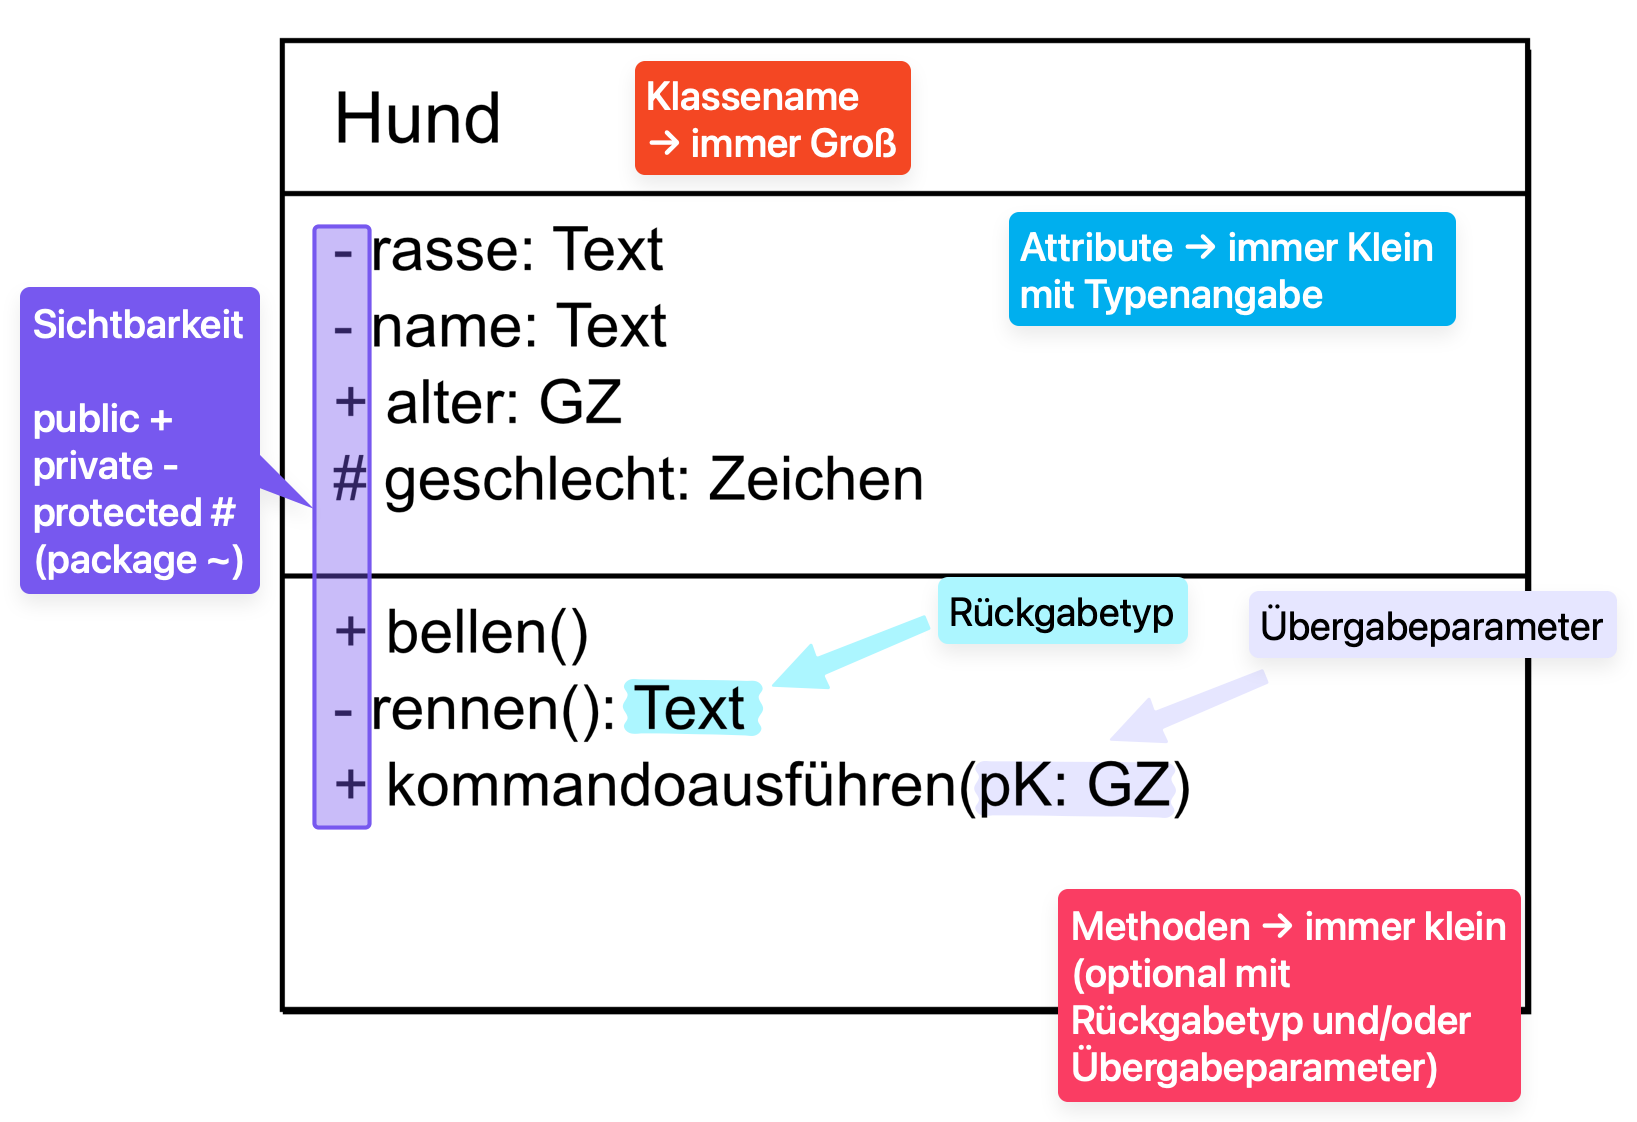 Hund
Klassename
→ immer Groß
- rasse: Text
- name: Text
+ alter: GZ
# geschlecht: Zeichen
Attribute → immer Klein
mit Typenangabe
Sichtbarkeit
public +
private -
protected #
(package ~)
+ bellen()
- rennen(): Text
+ kommandoausführen(pK: GZ)
Rückgabetyp
Übergabeparameter
Methoden → immer klein
(optional mit
Rückgabetyp und/oder
Übergabeparameter)